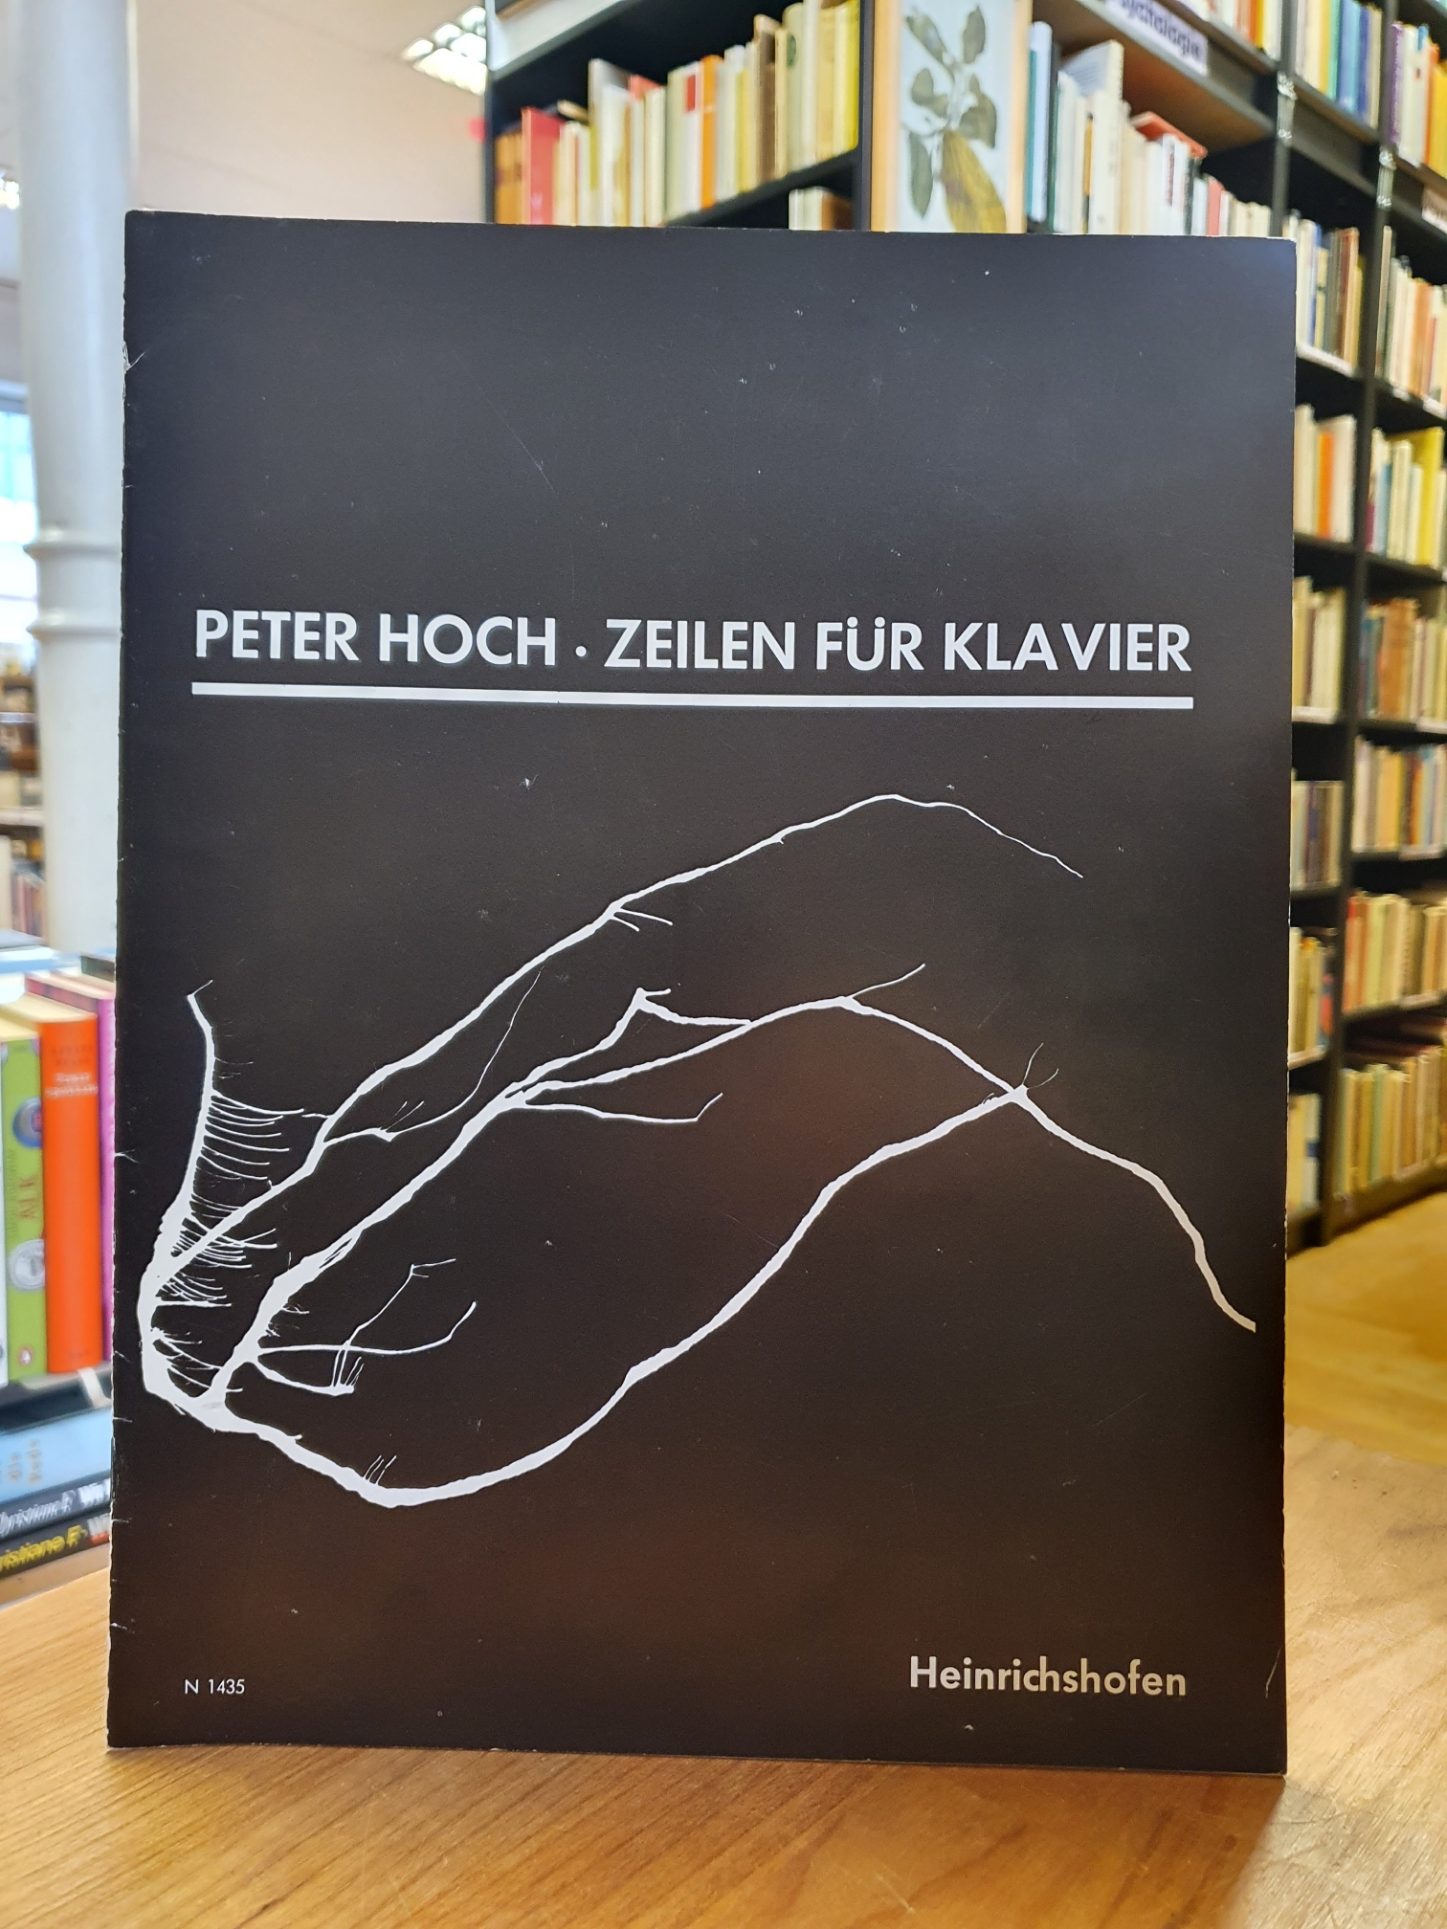 PETER HOCH · ZEILEN FÜR KLAVIER
N 1435
Heinrichshofen